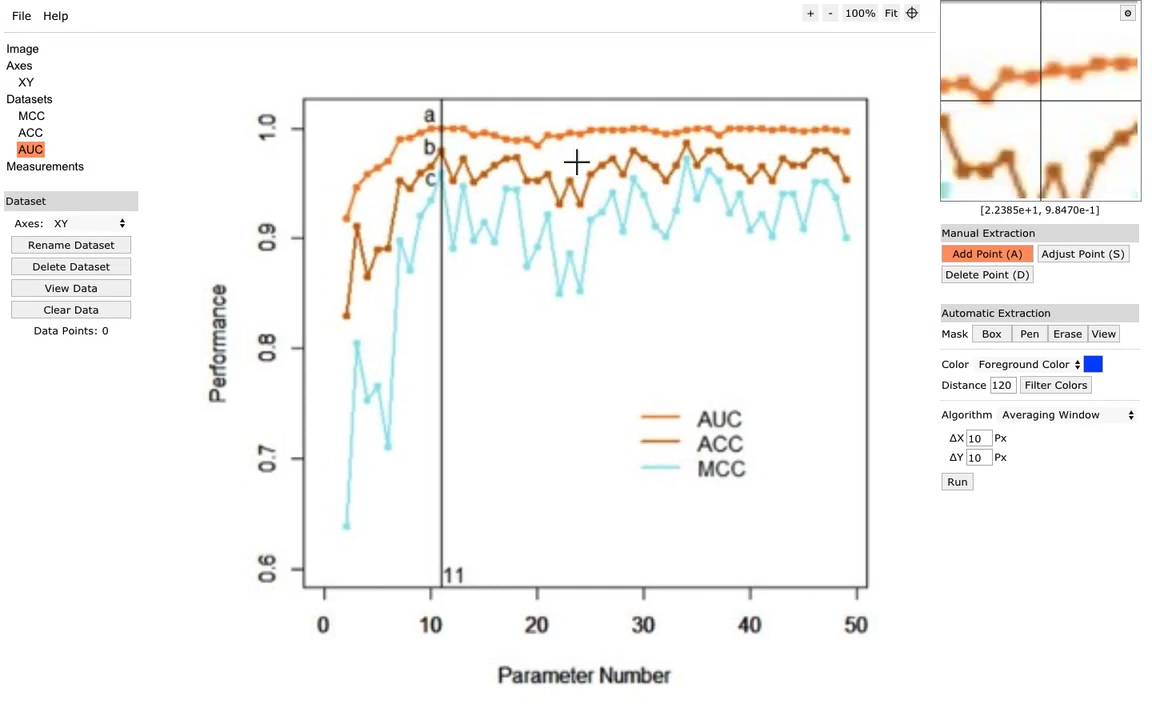 File Help
+ - 100% Fit
Image
Axes
XY
Datasets
MCC
ACC
AUC
Measurements
Dataset
Axes: XY
Rename Dataset
Delete Dataset
View Data
Clear Data
Data Points: 0
Performance
1.0
0.9
0.8
0.7
0.6
a
b
c
11
AUC
ACC
MCC
0 10 20 30 40 50
Parameter Number
[2.2385e+1, 9.8470e-1]
Manual Extraction
Add Point (A) Adjust Point (S)
Delete Point (D)
Automatic Extraction
Mask Box Pen Erase View
Color Foreground Color
Distance 120 Filter Colors
Algorithm Averaging Window
ΔX 10 Px
ΔY 10 Px
Run